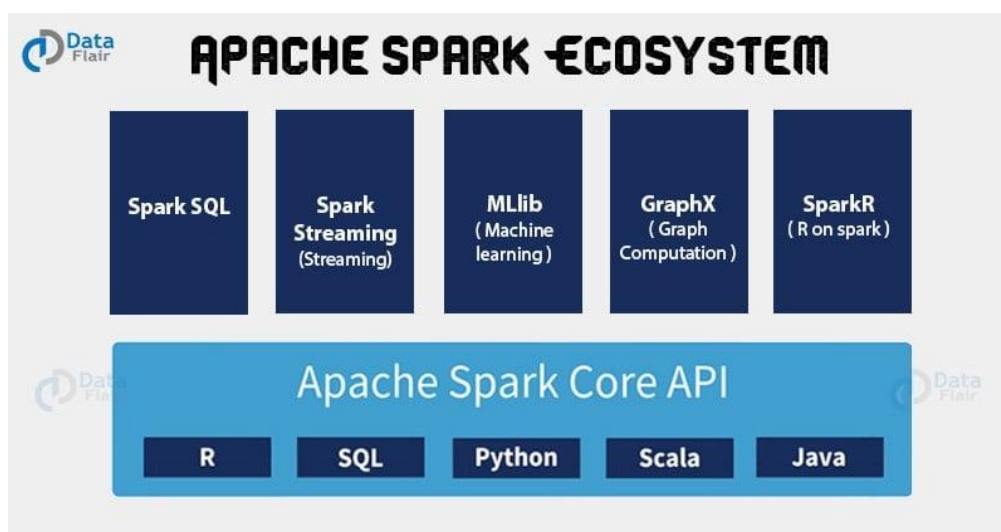 Data
Flair
APACHE SPARK ECOSYSTEM
Spark SQL
Spark
Streaming
(Streaming)
MLlib
( Machine
learning )
GraphX
( Graph
Computation )
SparkR
( R on spark )
Apache Spark Core API
Data
Flair
Data
Flair
R
SQL
Python
Scala
Java